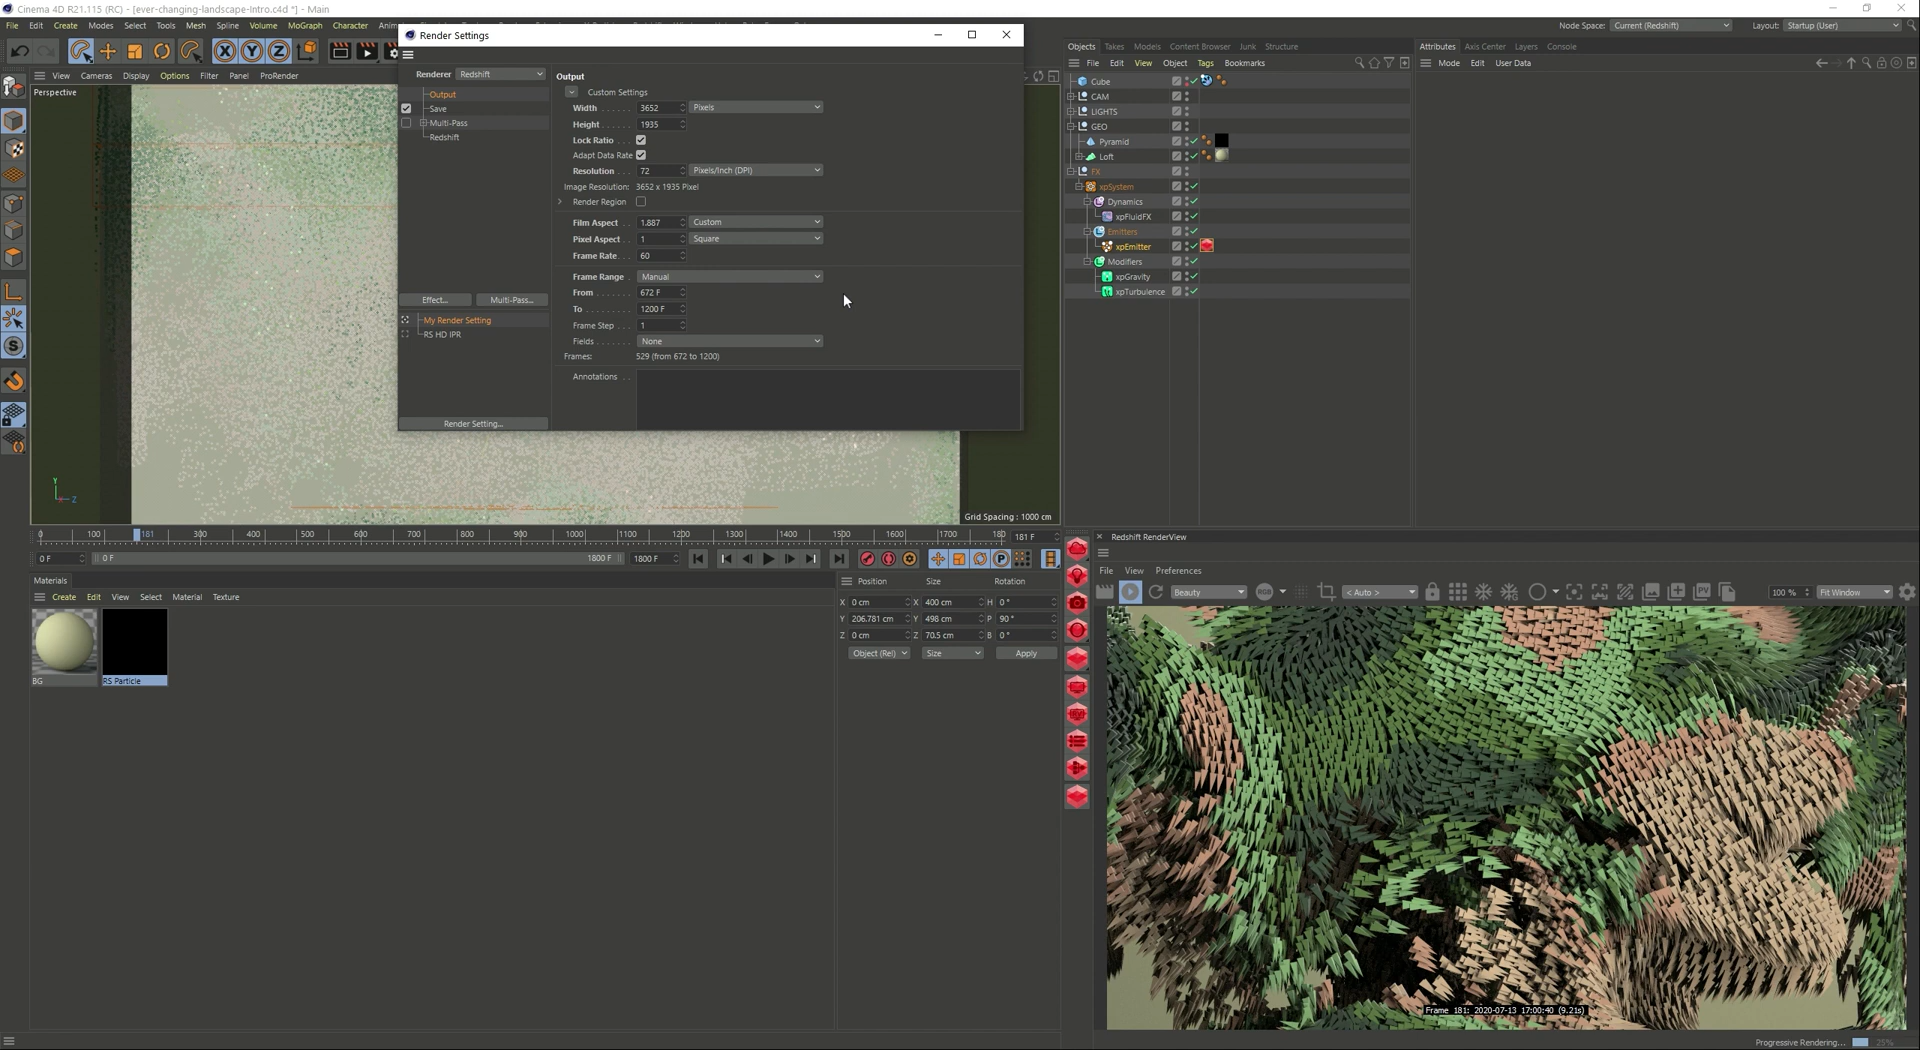 Cinema 4D R21.115 (RC) - [ever-changing-landscape-Intro.c4d *] - Main
File Edit Create Modes Select Tools Mesh Spline Volume MoGraph Character Anim
Node Space: Current (Redshift) Layout: Startup (User)
Render Settings
Renderer Redshift
Output
Save
Multi-Pass
Redshift
Effect... Multi-Pass...
My Render Setting
RS HD IPR
Render Setting...
Output
Custom Settings
Width 3652 Pixels
Height 1935
Lock Ratio
Adapt Data Rate
Resolution 72 Pixels/Inch (DPI)
Image Resolution: 3652 x 1935 Pixel
Render Region
Film Aspect 1.887 Custom
Pixel Aspect 1 Square
Frame Rate 60
Frame Range Manual
From 672 F
To 1200 F
Frame Step 1
Fields None
Frames: 529 (from 672 to 1200)
Annotations
View Cameras Display Options Filter Panel ProRender
Perspective
Y
Z
Grid Spacing : 1000 cm
Objects Takes Models Content Browser Junk Structure
File Edit View Object Tags Bookmarks
Cube
CAM
LIGHTS
GEO
Pyramid
Loft
FX
xpSystem
Dynamics
xpFluidFX
Emitters
xpEmitter
Modifiers
xpGravity
xpTurbulence
Attributes Axis Center Layers Console
Mode Edit User Data
0 100 181 300 400 500 600 700 800 900 1000 1100 1200 1300 1400 1500 1600 1700 180 181 F
0 F 0 F 1800 F 1800 F
Materials
Create Edit View Select Material Texture
BG RS Particle
Position Size Rotation
X 0 cm X 400 cm H 0 °
Y 206.781 cm Y 498 cm P 90 °
Z 0 cm Z 70.5 cm B 0 °
Object (Rel) Size Apply
Redshift RenderView
File View Preferences
Beauty RGB < Auto > PV 100 % Fit Window
Frame 181: 2020-07-13 17:00:40 (9.21s)
Progressive Rendering... 25%